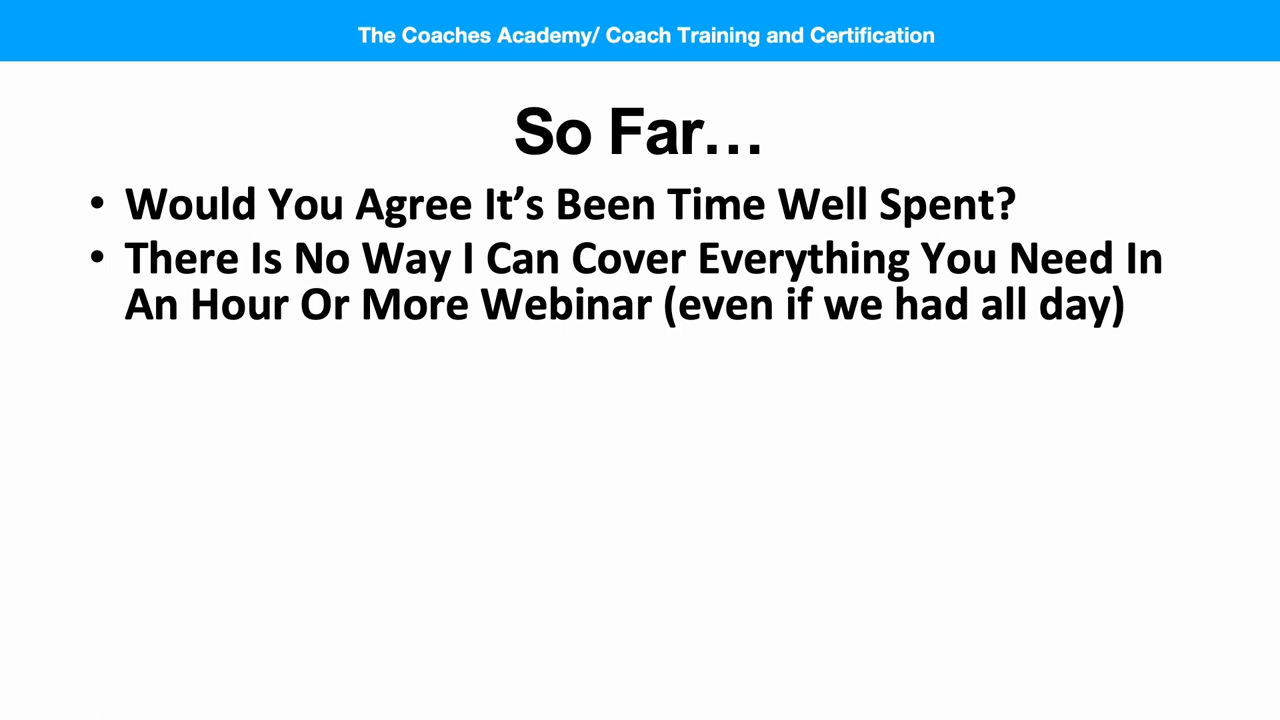 The Coaches Academy/ Coach Training and Certification
So Far…
• Would You Agree It’s Been Time Well Spent?
• There Is No Way I Can Cover Everything You Need In
An Hour Or More Webinar (even if we had all day)